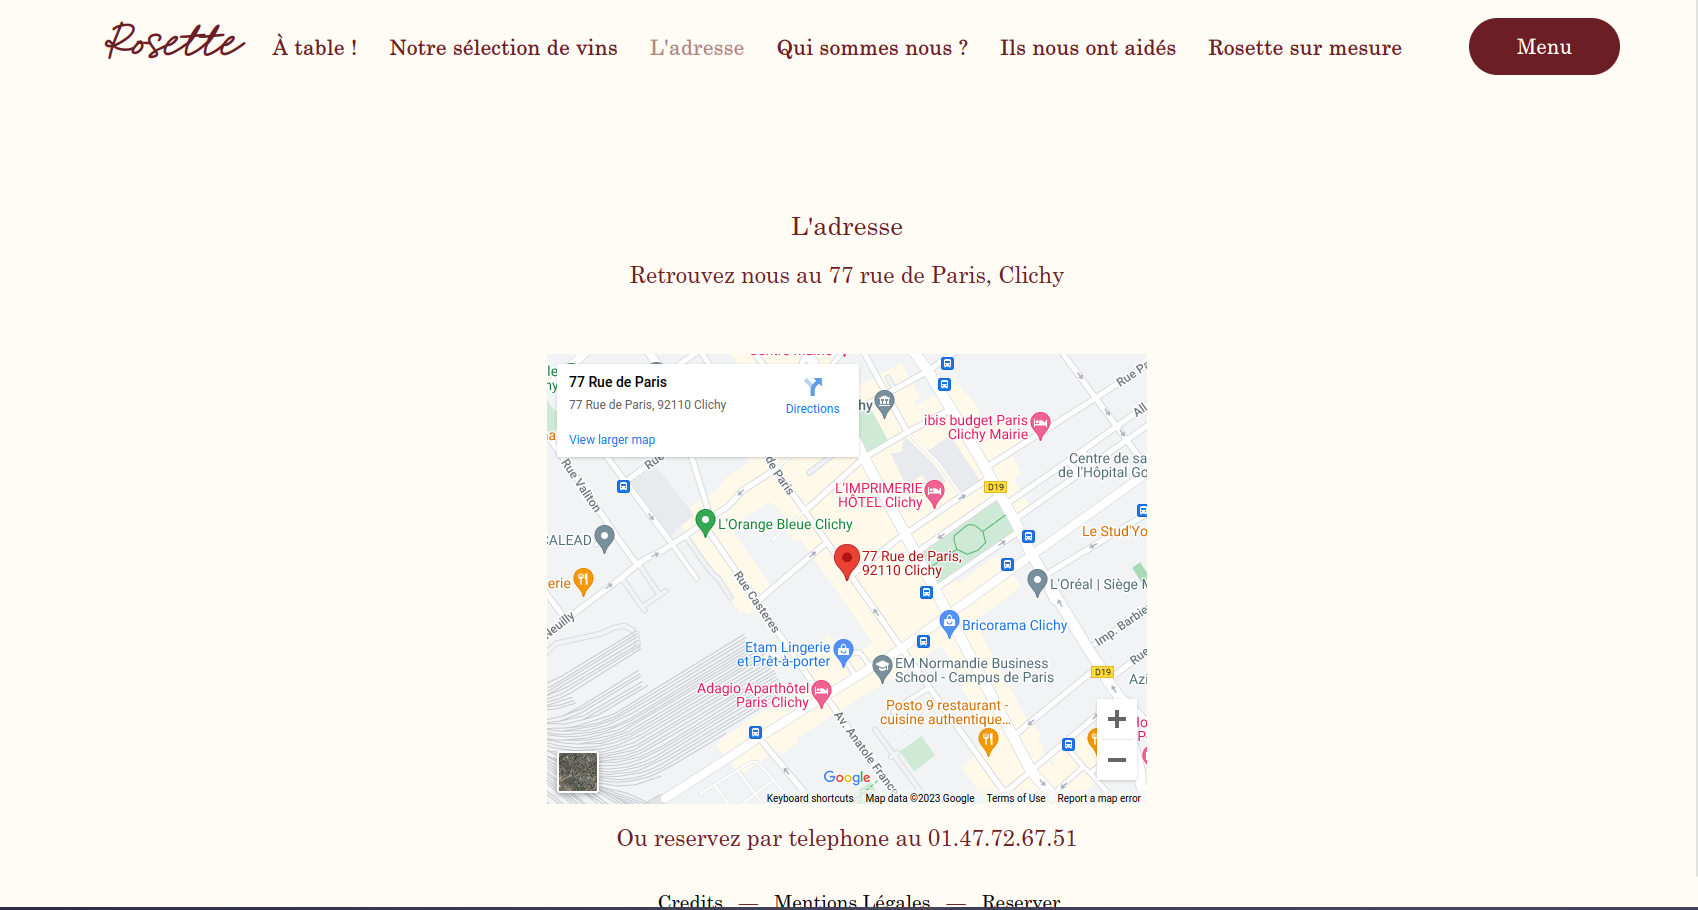 Rosette
À table !
Notre sélection de vins
L'adresse
Qui sommes nous ?
Ils nous ont aidés
Rosette sur mesure
Menu
L'adresse
Retrouvez nous au 77 rue de Paris, Clichy
77 Rue de Paris
77 Rue de Paris, 92110 Clichy
Directions
View larger map
hy
Rue Pa
ibis budget Paris
Clichy Mairie
Centre de sa
de l'Hôpital Go
Rue Valiton
de Paris
L'IMPRIMERIE
HÔTEL Clichy
D19
L'Orange Bleue Clichy
Le Stud'Yo
ALEAD
77 Rue de Paris,
92110 Clichy
erie
L'Oréal | Siège M
Rue Casteres
Neuilly
Bricorama Clichy
Imp. Barbie
Etam Lingerie
et Prêt-à-porter
EM Normandie Business
School - Campus de Paris
Rue
D19
Azi
Adagio Aparthôtel
Paris Clichy
Posto 9 restaurant -
cuisine authentique...
Av. Anatole France
Google
Keyboard shortcuts
Map data ©2023 Google
Terms of Use
Report a map error
Ou reservez par telephone au 01.47.72.67.51
Credits — Mentions Légales — Reserver